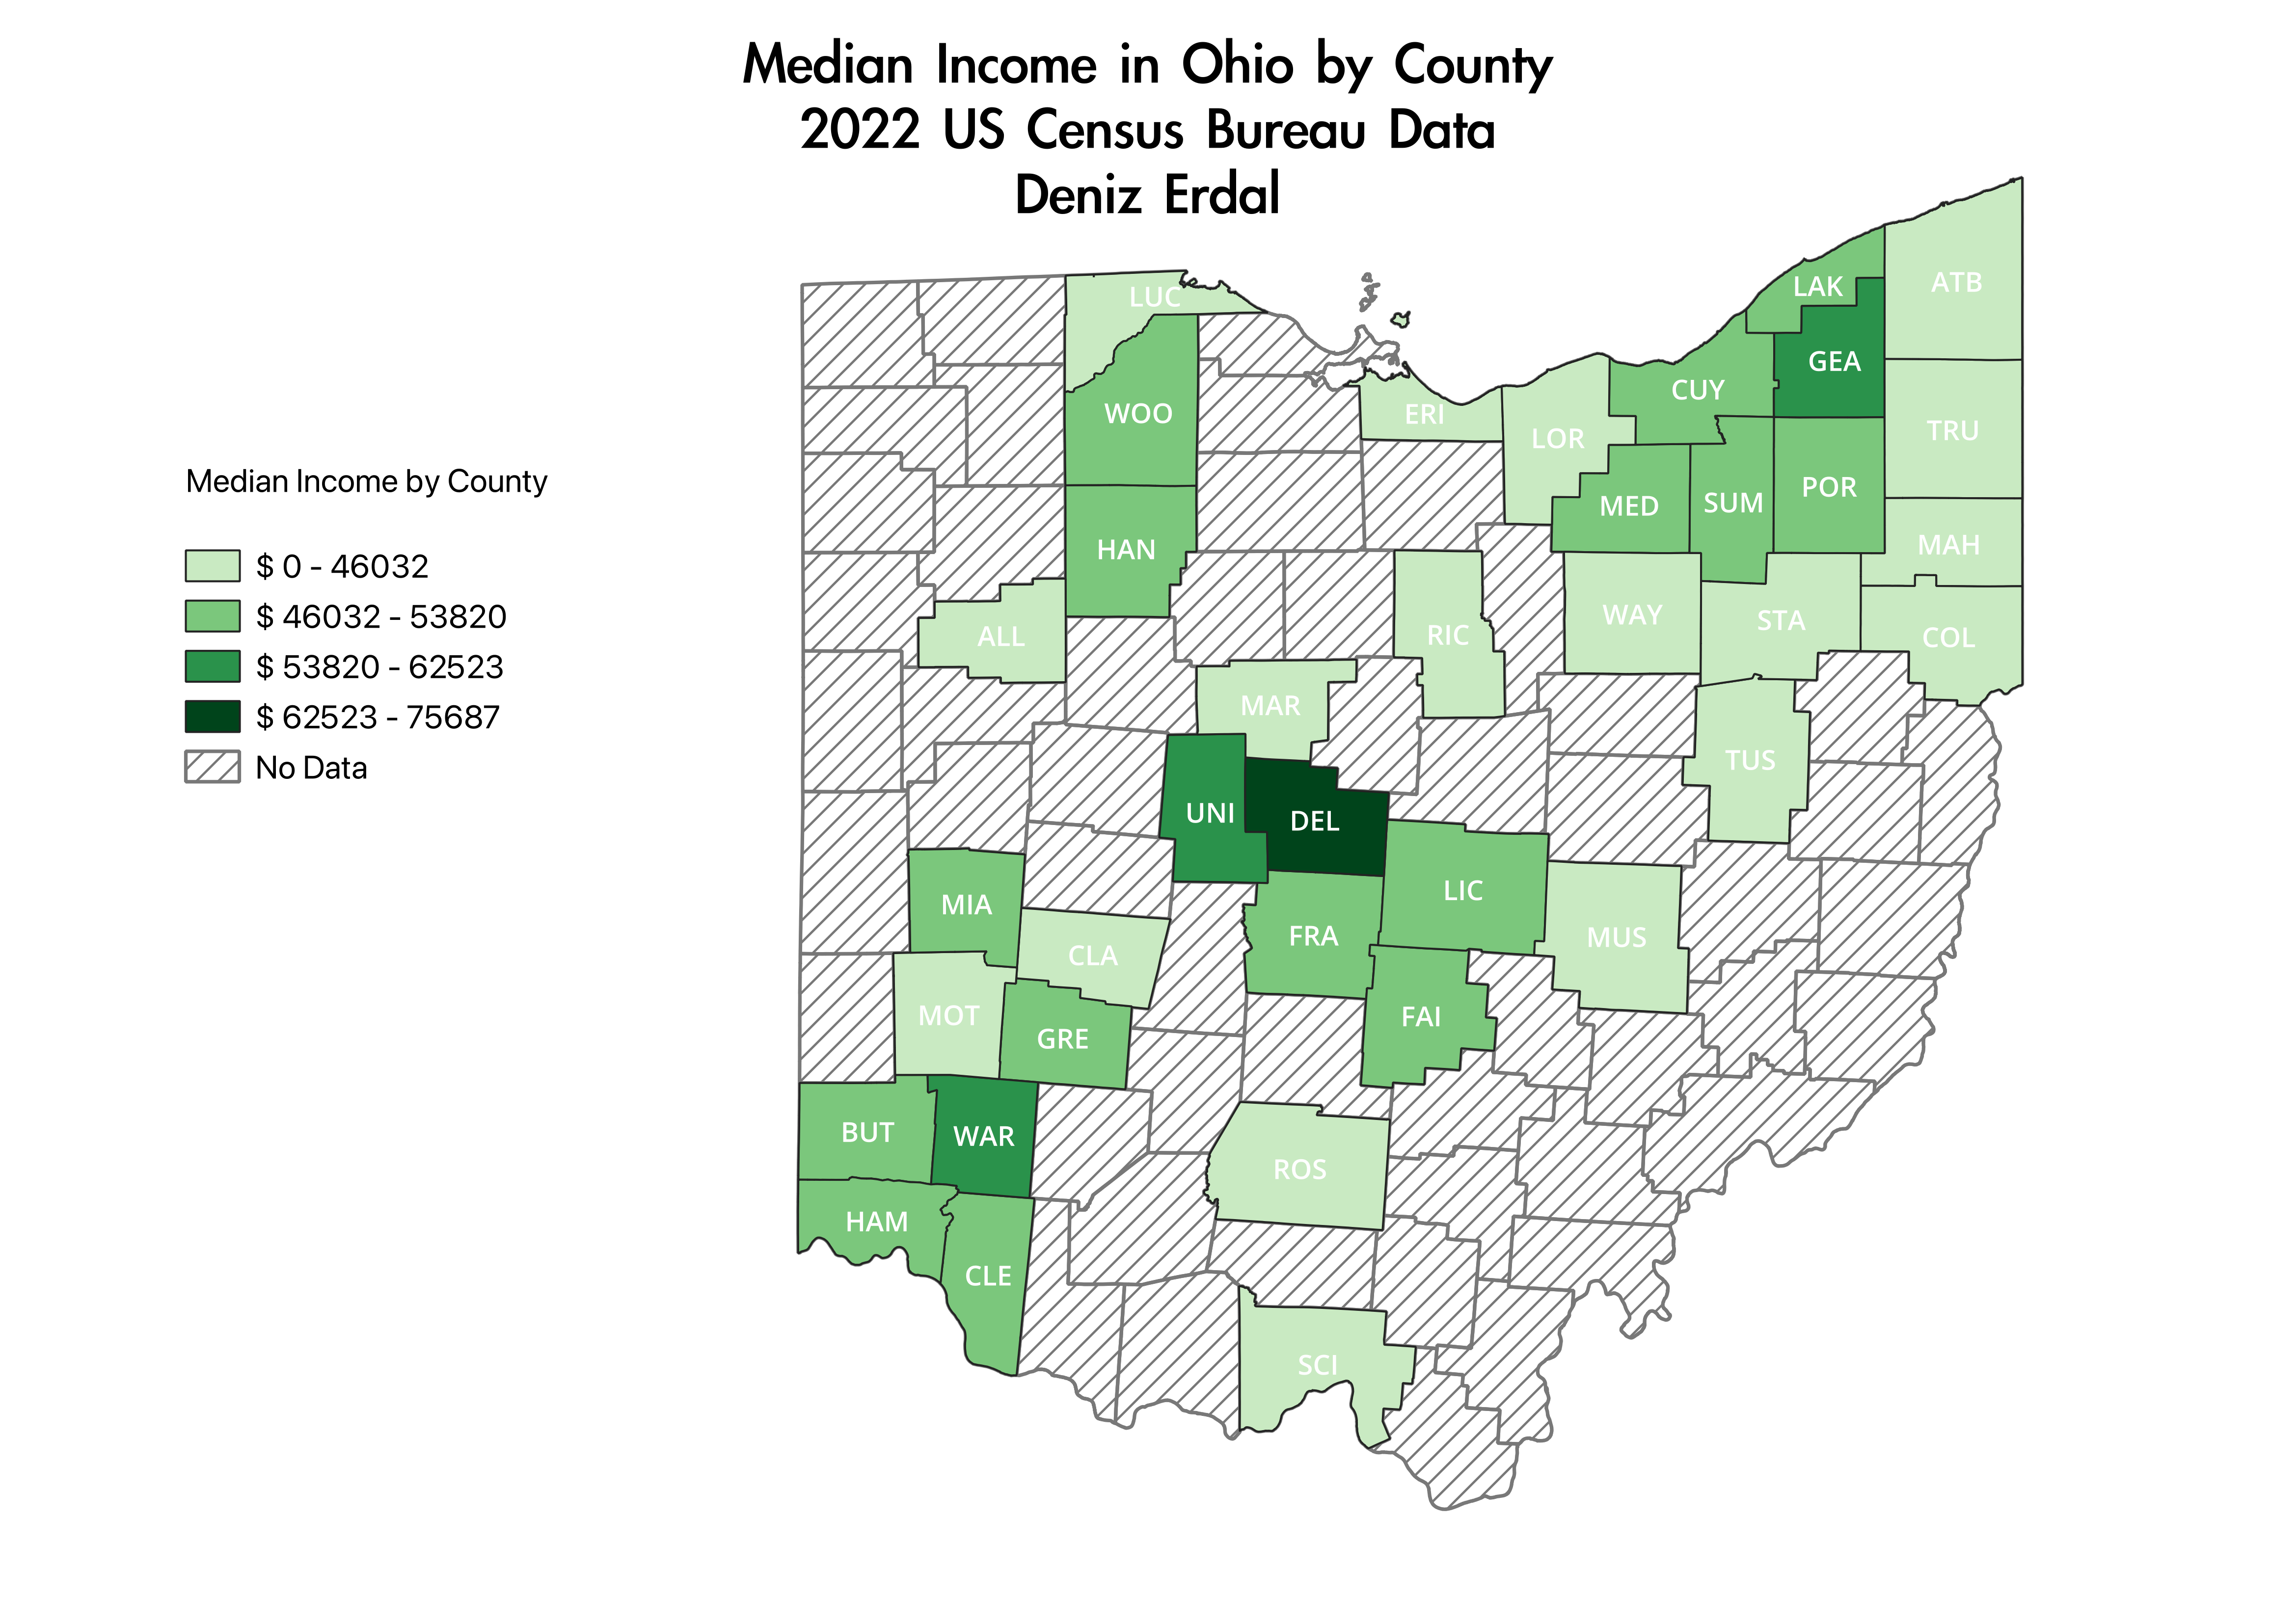 Median Income in Ohio by County
2022 US Census Bureau Data
Deniz Erdal
Median Income by County
$ 0 - 46032
$ 46032 - 53820
$ 53820 - 62523
$ 62523 - 75687
No Data
LUC
LAK
ATB
GEA
CUY
WOO
ERI
LOR
TRU
MED
SUM
POR
HAN
MAH
ALL
RIC
WAY
STA
COL
MAR
TUS
UNI
DEL
MIA
LIC
FRA
MUS
CLA
MOT
GRE
FAI
BUT
WAR
ROS
HAM
CLE
SCI